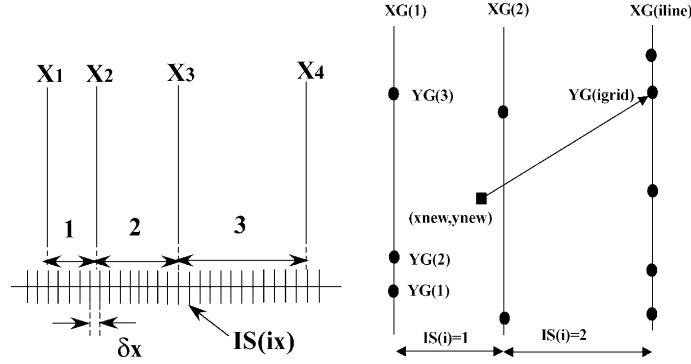 X1 X2 X3 X4
1 2 3
δx
IS(ix)
XG(1) XG(2) XG(iline)
YG(3)
YG(igrid)
(xnew,ynew)
YG(2)
YG(1)
IS(i)=1 IS(i)=2